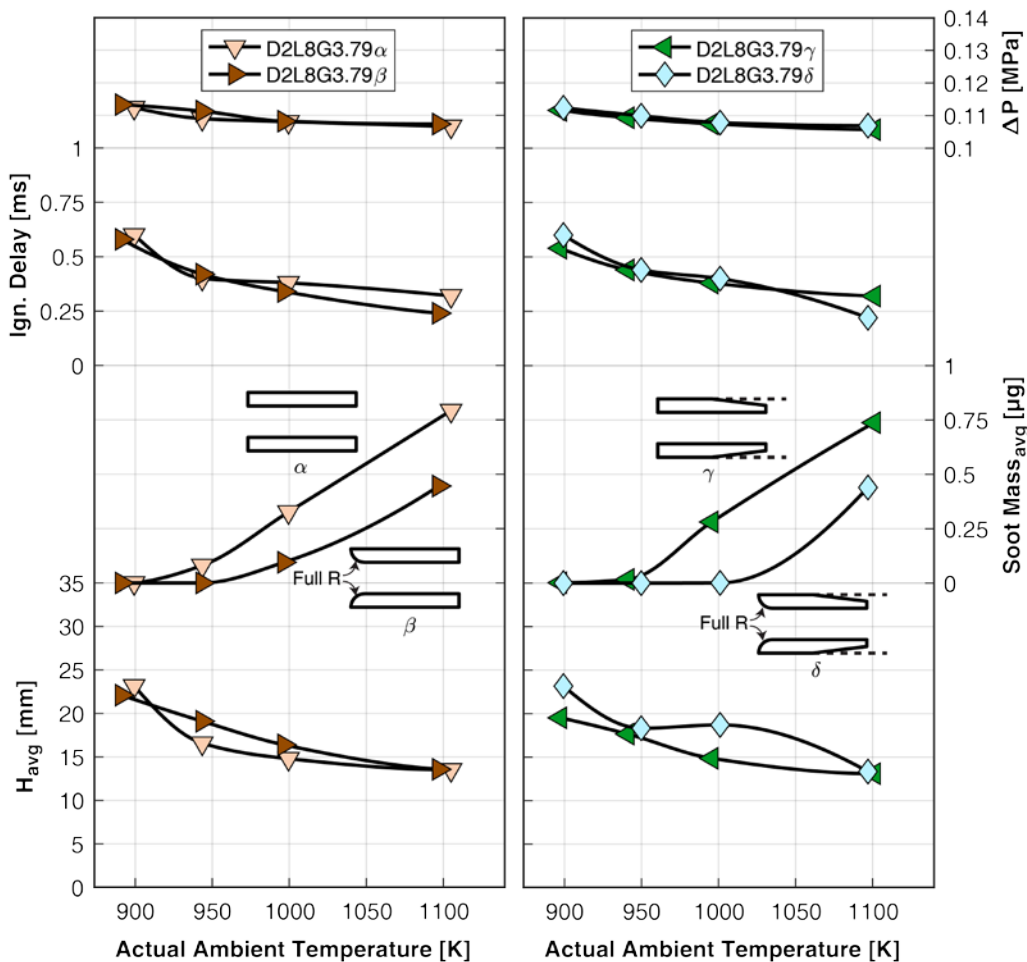 D2L8G3.79α
D2L8G3.79β
D2L8G3.79γ
D2L8G3.79δ
0.14
0.13
0.12
0.11
0.1
ΔP [MPa]
1
0.75
0.5
0.25
0
Ign. Delay [ms]
1
0.75
0.5
0.25
0
Soot Mass avg [µg]
α
Full R
β
γ
Full R
δ
35
30
25
20
15
10
5
0
H avg [mm]
900 950 1000 1050 1100
900 950 1000 1050 1100
Actual Ambient Temperature [K]
Actual Ambient Temperature [K]